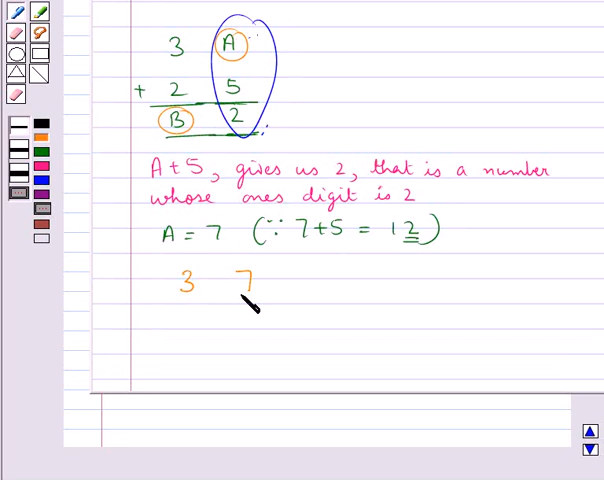 3 A
+ 2 5
B 2
A + 5, gives us 2, that is a number
whose ones digit is 2
A = 7 (∵ 7+5 = 12)
3 7